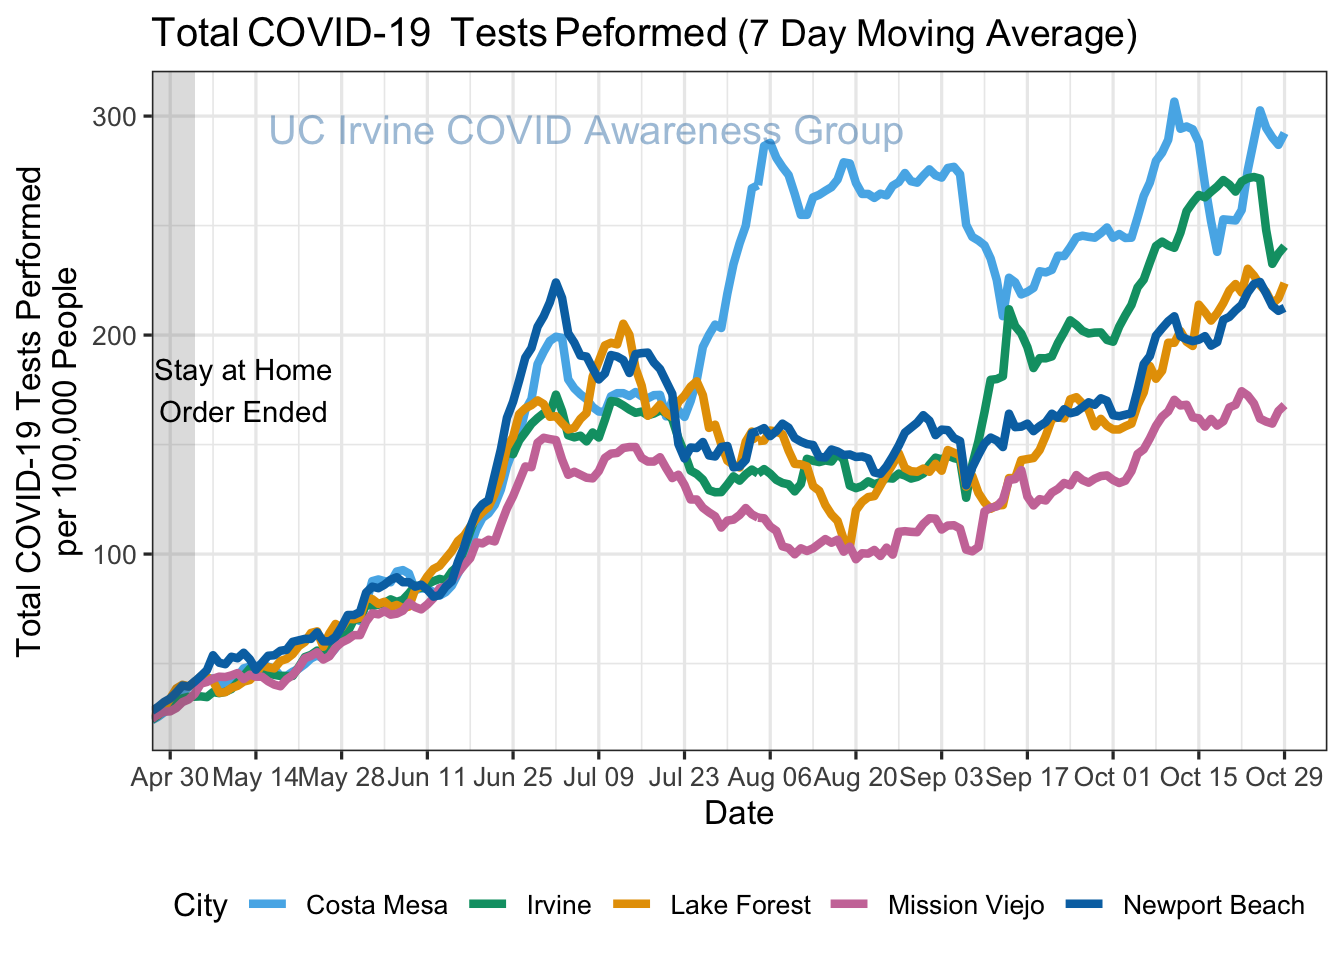 Total COVID-19 Tests Peformed (7 Day Moving Average)
UC Irvine COVID Awareness Group
Total COVID-19 Tests Performed
per 100,000 People
300
200
100
Stay at Home
Order Ended
Apr 30 May 14 May 28 Jun 11 Jun 25 Jul 09 Jul 23 Aug 06 Aug 20 Sep 03 Sep 17 Oct 01 Oct 15 Oct 29
Date
City Costa Mesa Irvine Lake Forest Mission Viejo Newport Beach